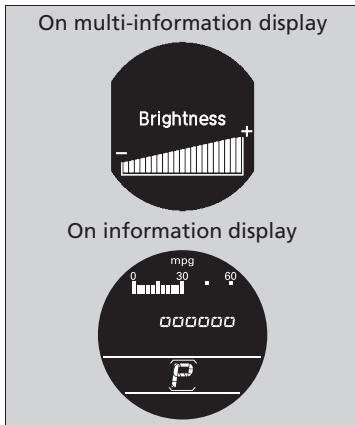 On multi-information display
Brightness
- +
On information display
mpg
0 30 60
000000
P